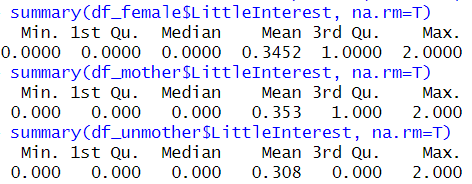 summary(df_female$LittleInterest, na.rm=T)
Min. 1st Qu. Median Mean 3rd Qu. Max.
0.0000 0.0000 0.0000 0.3452 1.0000 2.0000
summary(df_mother$LittleInterest, na.rm=T)
Min. 1st Qu. Median Mean 3rd Qu. Max.
0.000 0.000 0.000 0.353 1.000 2.000
summary(df_unmother$LittleInterest, na.rm=T)
Min. 1st Qu. Median Mean 3rd Qu. Max.
0.000 0.000 0.000 0.308 0.000 2.000